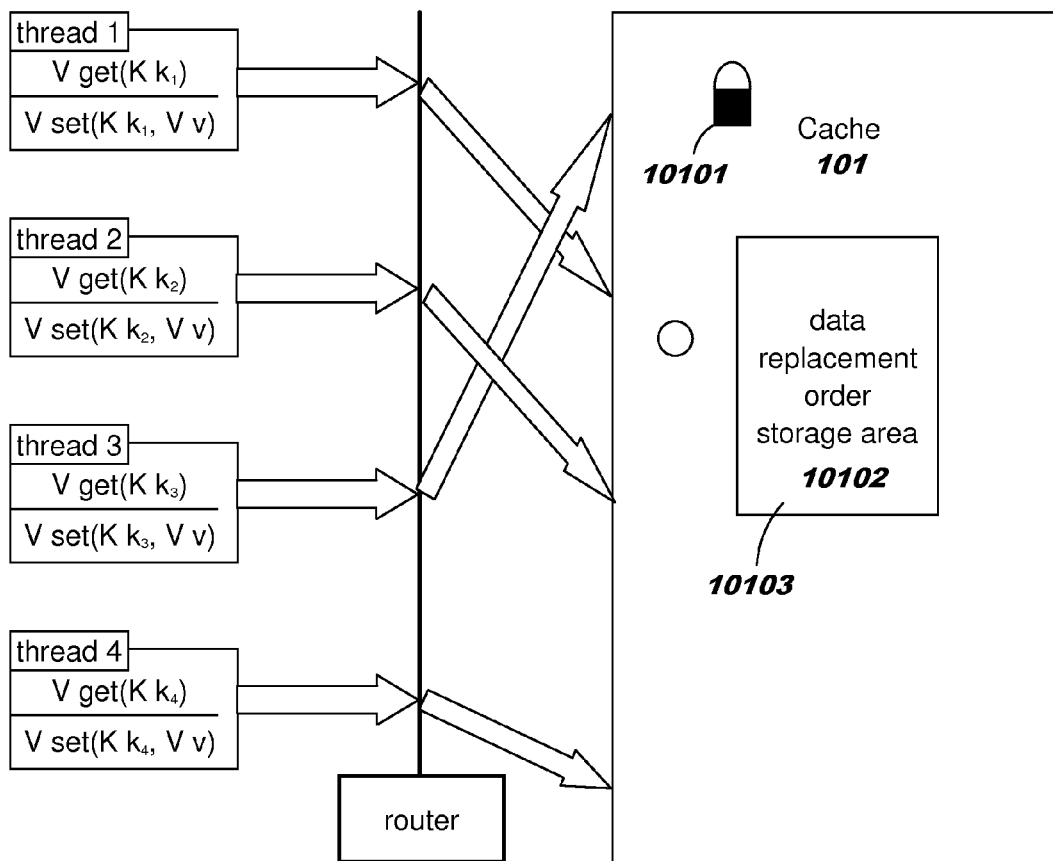 thread 1
V get(K k₁)
V set(K k₁, V v)
thread 2
V get(K k₂)
V set(K k₂, V v)
thread 3
V get(K k₃)
V set(K k₃, V v)
thread 4
V get(K k₄)
V set(K k₄, V v)
router
10101
Cache
101
data
replacement
order
storage area
10102
10103